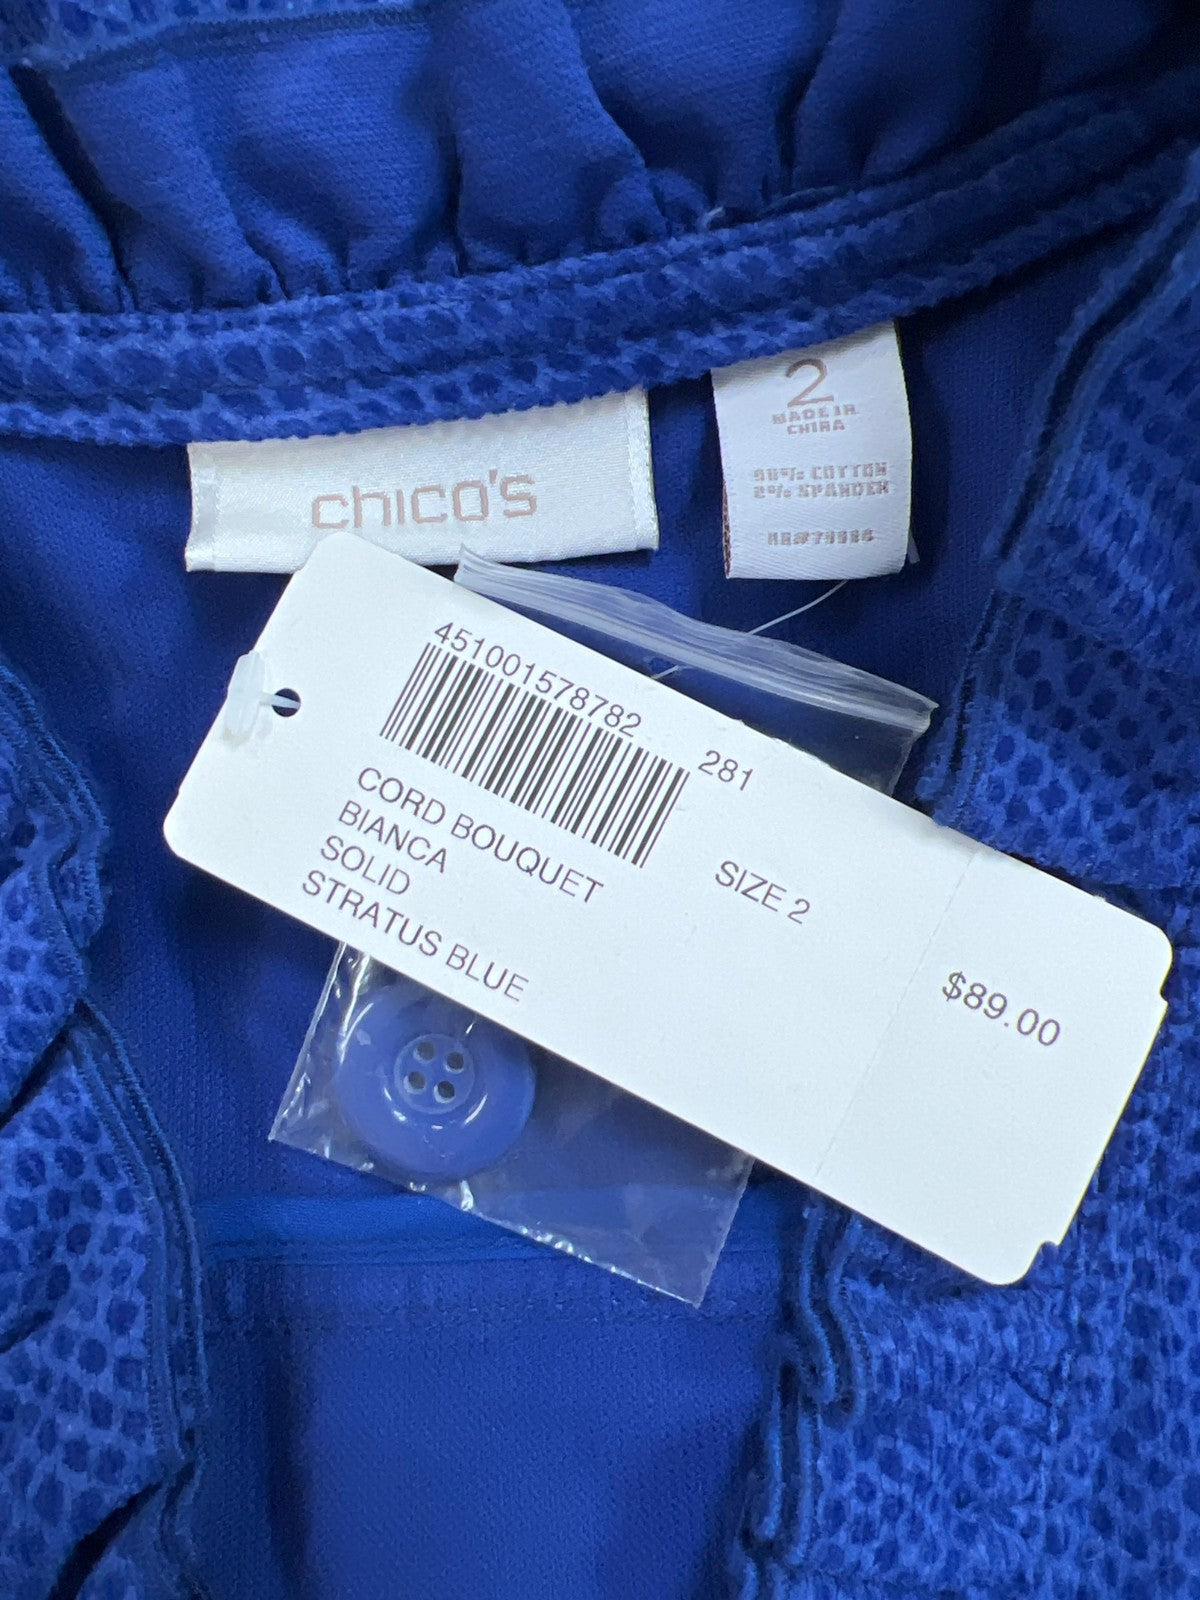 chico's
2
MADE IN
CHINA
98% COTTON
2% SPANDEX
451001578782
281
CORD BOUQUET
BIANCA
SOLID
STRATUS BLUE
SIZE 2
$89.00